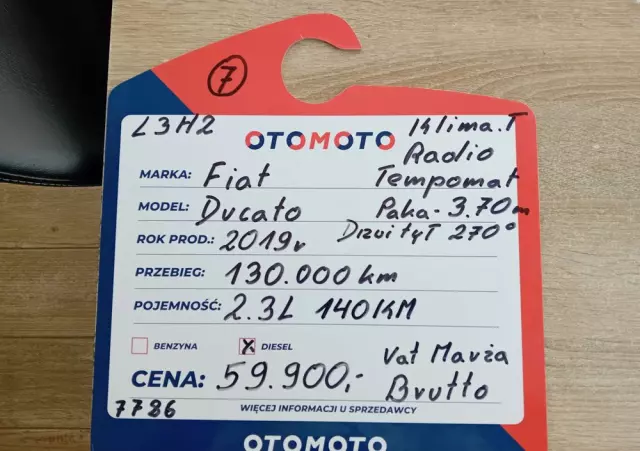 7
L3H2
OTOMOTO
Klima.T
Radio
MARKA: Fiat
Tempomat
MODEL: Ducato
Paka - 3.70m
ROK PROD.: 2019r
Drzwi tył 270°
PRZEBIEG: 130.000 km
POJEMNOŚĆ: 2.3L 140KM
BENZYNA
X DIESEL
Vat Marża
CENA: 59.900,-
Brutto
7786
WIĘCEJ INFORMACJI U SPRZEDAWCY
OTOMOTO